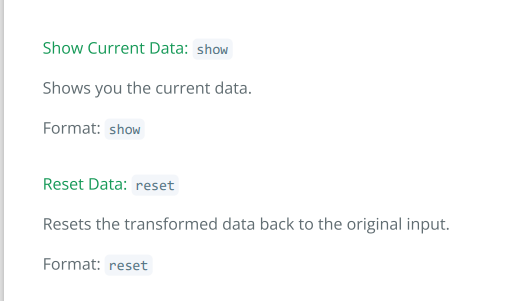 Show Current Data: show
Shows you the current data.
Format: show
Reset Data: reset
Resets the transformed data back to the original input.
Format: reset